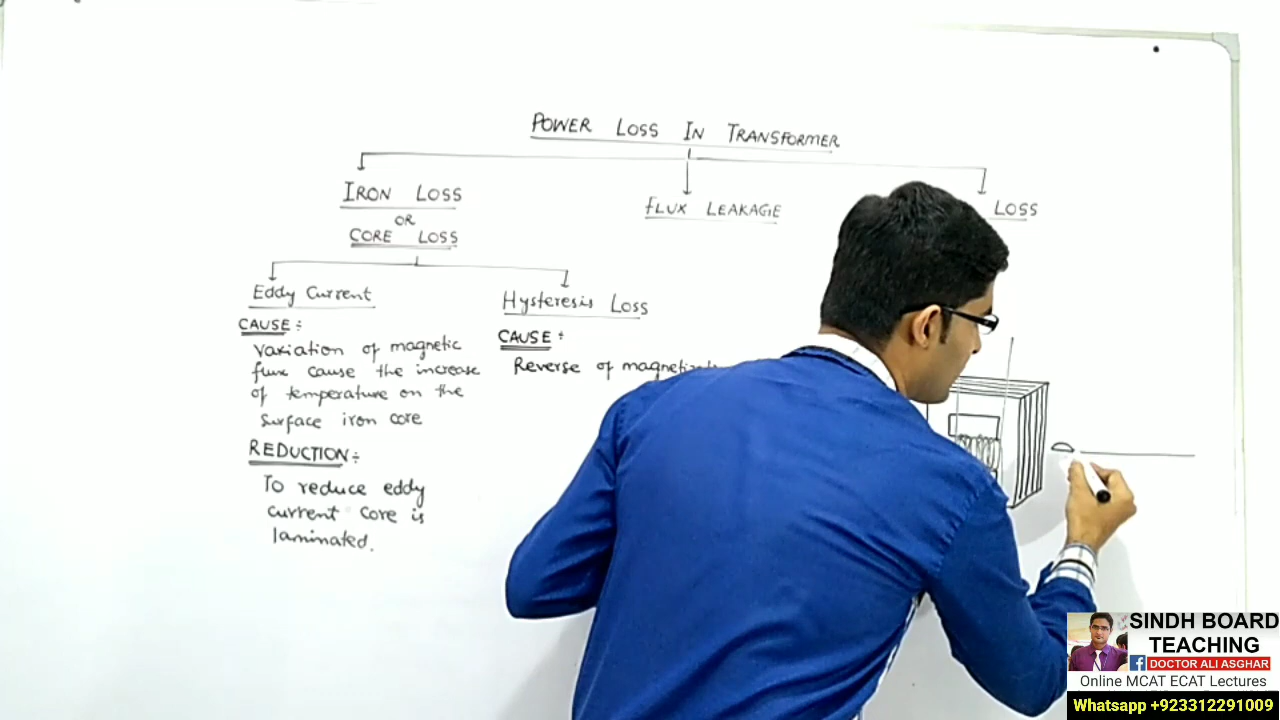 POWER LOSS IN TRANSFORMER
IRON LOSS
OR
CORE LOSS
FLUX LEAKAGE
LOSS
Eddy Current
CAUSE:
Variation of magnetic
flux cause the increase
of temperature on the
Surface iron core
REDUCTION:
To reduce eddy
current core is
laminated.
Hysteresis Loss
CAUSE:
Reverse of
SINDH BOARD
TEACHING
f DOCTOR ALI ASGHAR
Online MCAT ECAT Lectures
Whatsapp +923312291009